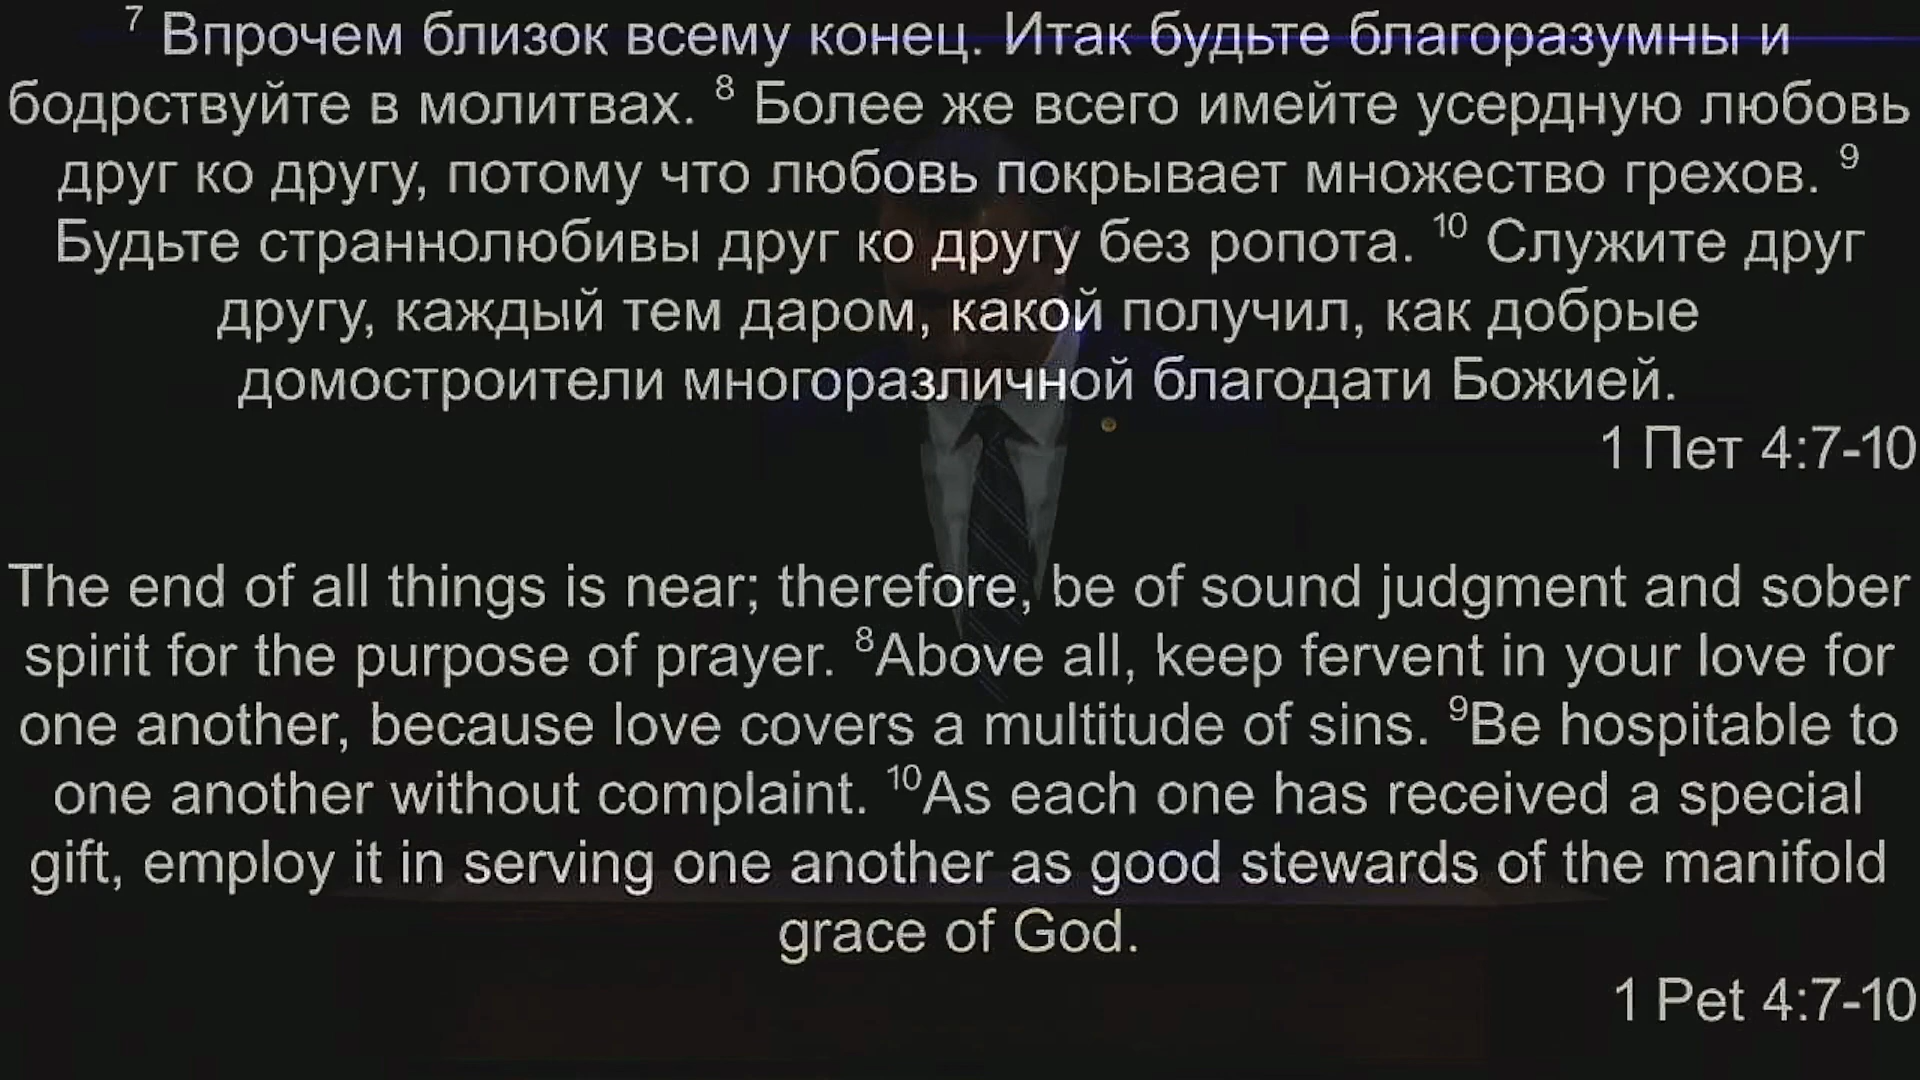 ⁷ Впрочем близок всему конец. Итак будьте благоразумны и
бодрствуйте в молитвах. ⁸ Более же всего имейте усердную любовь
друг ко другу, потому что любовь покрывает множество грехов. ⁹
Будьте страннолюбивы друг ко другу без ропота. ¹⁰ Служите друг
другу, каждый тем даром, какой получил, как добрые
домостроители многоразличной благодати Божией.
1 Пет 4:7-10
The end of all things is near; therefore, be of sound judgment and sober
spirit for the purpose of prayer. ⁸Above all, keep fervent in your love for
one another, because love covers a multitude of sins. ⁹Be hospitable to
one another without complaint. ¹⁰As each one has received a special
gift, employ it in serving one another as good stewards of the manifold
grace of God.
1 Pet 4:7-10